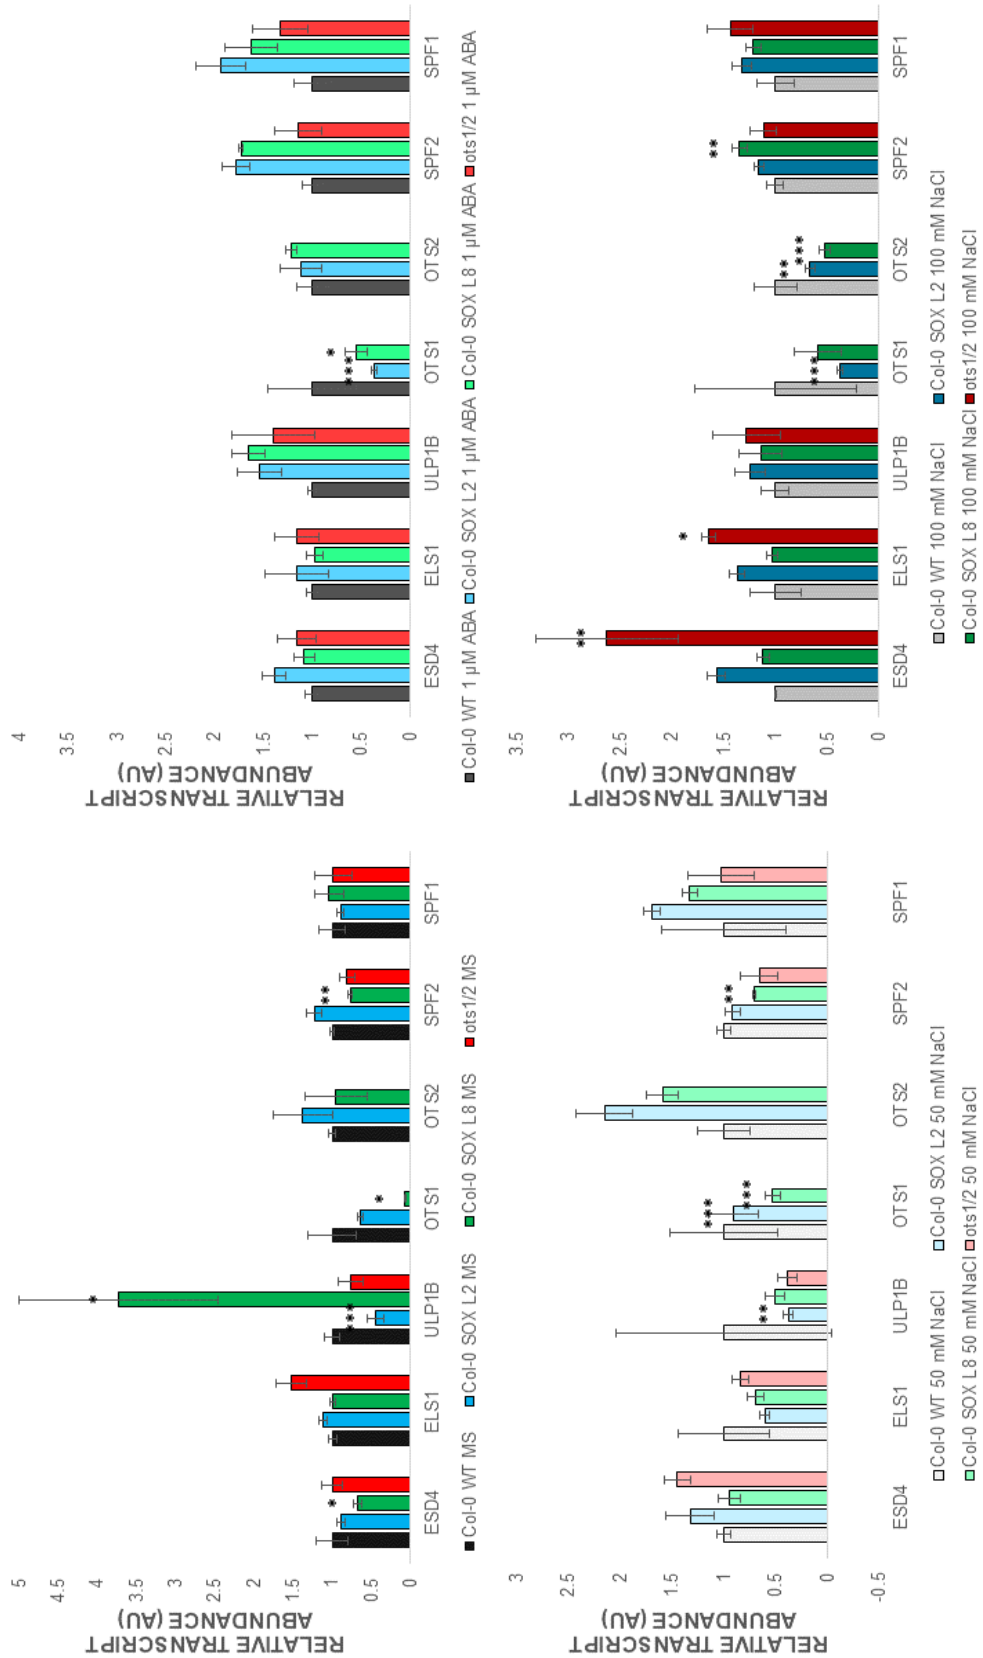 RELATIVE TRANSCRIPT
ABUNDANCE (AU)
5
4.5
4
3.5
3
2.5
2
1.5
1
0.5
0
*
***
*
*
**
ESD4 ELS1 ULP1B OTS1 OTS2 SPF2 SPF1
Col-0 WT MS Col-0 SOX L2 MS Col-0 SOX L8 MS ots1/2 MS
RELATIVE TRANSCRIPT
ABUNDANCE (AU)
4
3.5
3
2.5
2
1.5
1
0.5
0
***
*
ESD4 ELS1 ULP1B OTS1 OTS2 SPF2 SPF1
Col-0 WT 1 µM ABA Col-0 SOX L2 1 µM ABA Col-0 SOX L8 1 µM ABA ots1/2 1 µM ABA
RELATIVE TRANSCRIPT
ABUNDANCE (AU)
3
2.5
2
1.5
1
0.5
0
-0.5
**
***
***
**
ESD4 ELS1 ULP1B OTS1 OTS2 SPF2 SPF1
Col-0 WT 50 mM NaCl Col-0 SOX L2 50 mM NaCl
Col-0 SOX L8 50 mM NaCl ots1/2 50 mM NaCl
RELATIVE TRANSCRIPT
ABUNDANCE (AU)
3.5
3
2.5
2
1.5
1
0.5
0
**
*
***
**
***
**
ESD4 ELS1 ULP1B OTS1 OTS2 SPF2 SPF1
Col-0 WT 100 mM NaCl Col-0 SOX L2 100 mM NaCl
Col-0 SOX L8 100 mM NaCl ots1/2 100 mM NaCl